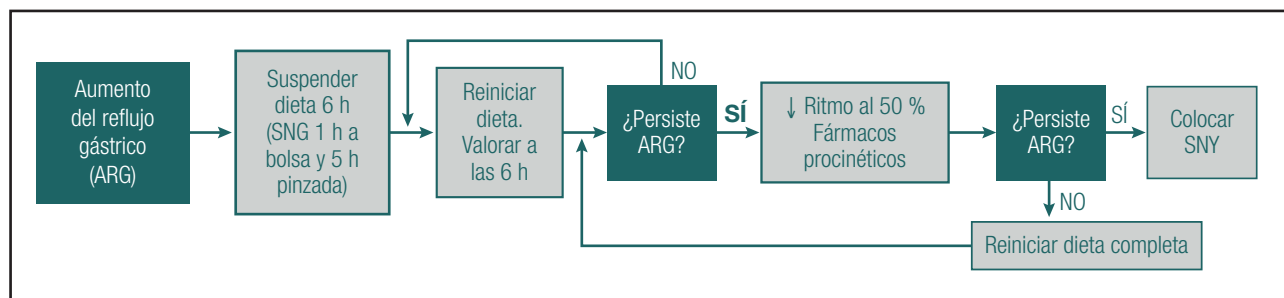 Aumento
del reflujo
gástrico
(ARG)
Suspender
dieta 6 h
(SNG 1 h a
bolsa y 5 h
pinzada)
Reiniciar
dieta.
Valorar a
las 6 h
NO
¿Persiste
ARG?
SÍ
↓ Ritmo al 50 %
Fármacos
procinéticos
¿Persiste
ARG?
SÍ
Colocar
SNY
NO
Reiniciar dieta completa